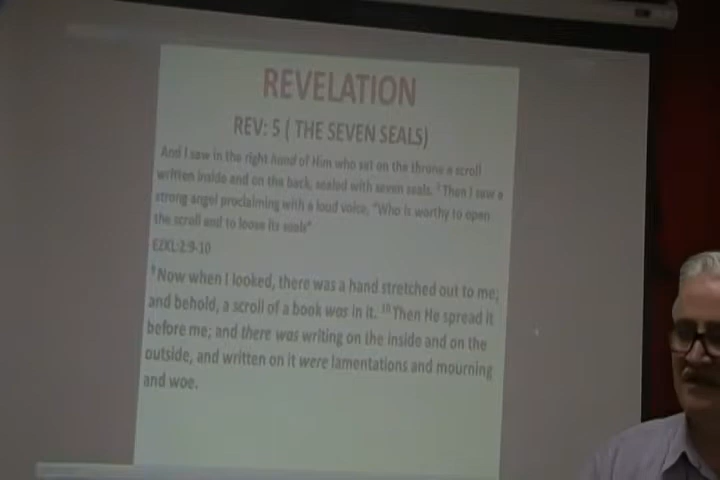 REVELATION
REV: 5 ( THE SEVEN SEALS)
And I saw in the right hand of Him who sat on the throne a scroll
written inside and on the back, sealed with seven seals. 2 Then I saw a
strong angel proclaiming with a loud voice, "Who is worthy to open
the scroll and to loose its seals"
EZKL:2:9-10
9 Now when I looked, there was a hand stretched out to me;
and behold, a scroll of a book was in it. 10 Then He spread it
before me; and there was writing on the inside and on the
outside, and written on it were lamentations and mourning
and woe.